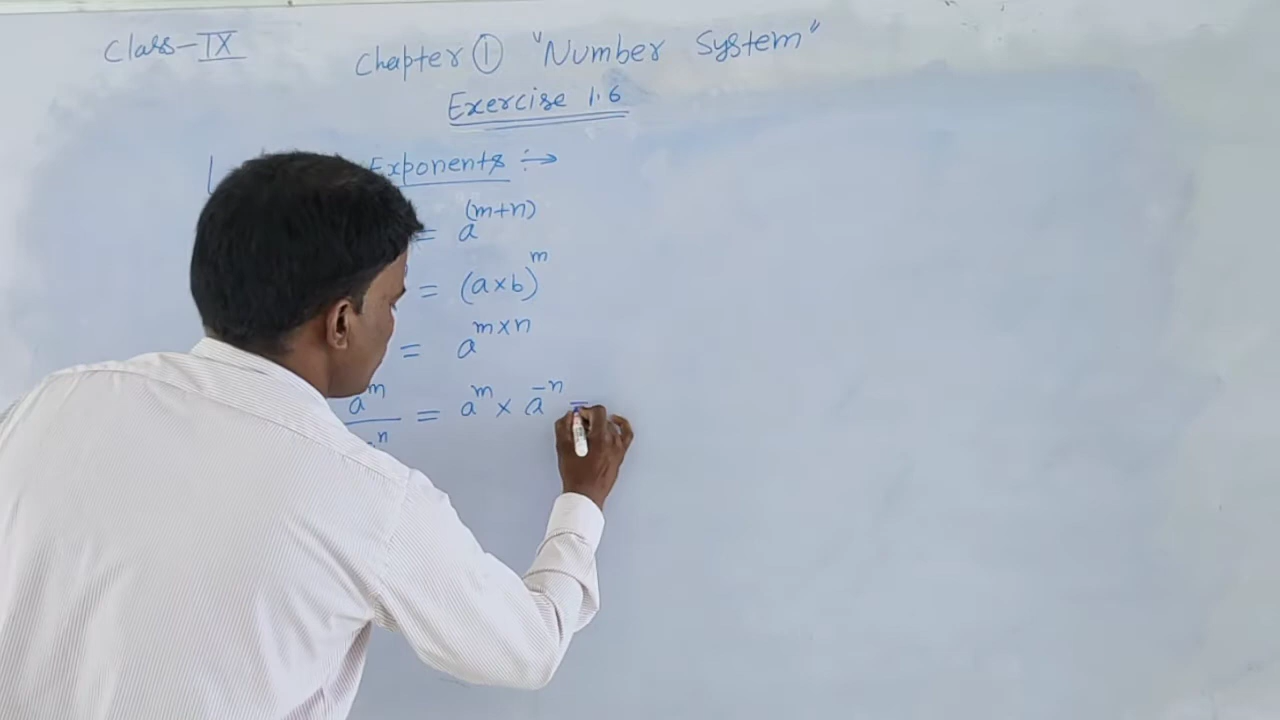 Class-IX
Chapter ① "Number System"
Exercise 1.6
Exponents :→
= a^(m+n)
= (a×b)^m
= a^m×n
a^m/^n = a^m × a^-n =